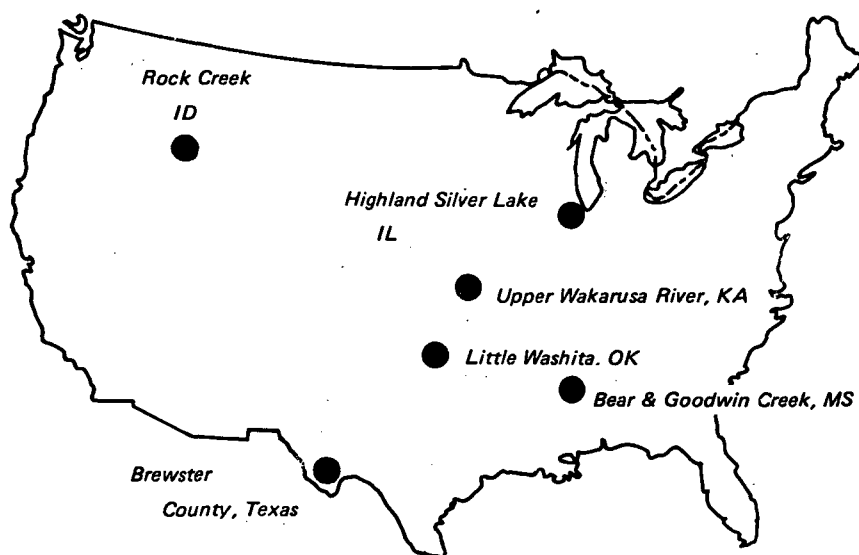 Rock Creek
ID
Highland Silver Lake
IL
Upper Wakarusa River, KA
Little Washita. OK
Bear & Goodwin Creek, MS
Brewster
County, Texas